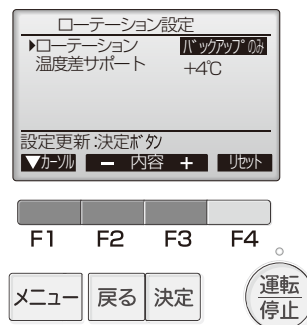 ローテーション設定
▶ローテーション バックアップのみ
温度差サポート +4℃
設定更新:決定ボタン
▼カーソル − 内容 + リセット
F1 F2 F3 F4
メニュー 戻る 決定 運転/停止